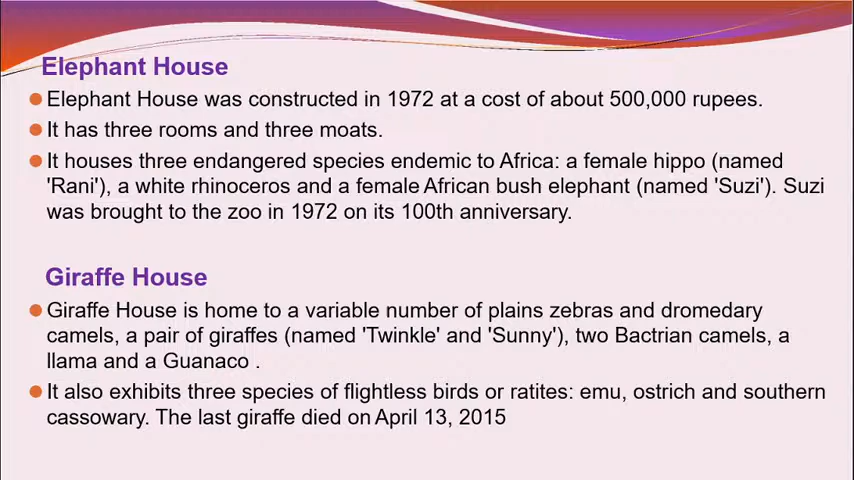 Elephant House
Elephant House was constructed in 1972 at a cost of about 500,000 rupees.
It has three rooms and three moats.
It houses three endangered species endemic to Africa: a female hippo (named
'Rani'), a white rhinoceros and a female African bush elephant (named 'Suzi'). Suzi
was brought to the zoo in 1972 on its 100th anniversary.
Giraffe House
Giraffe House is home to a variable number of plains zebras and dromedary
camels, a pair of giraffes (named 'Twinkle' and 'Sunny'), two Bactrian camels, a
llama and a Guanaco .
It also exhibits three species of flightless birds or ratites: emu, ostrich and southern
cassowary. The last giraffe died on April 13, 2015